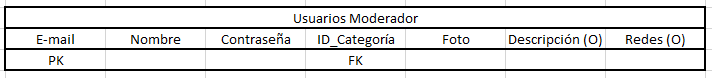 Usuarios Moderador
E-mail Nombre Contraseña ID_Categoría Foto Descripción (O) Redes (O)
PK FK